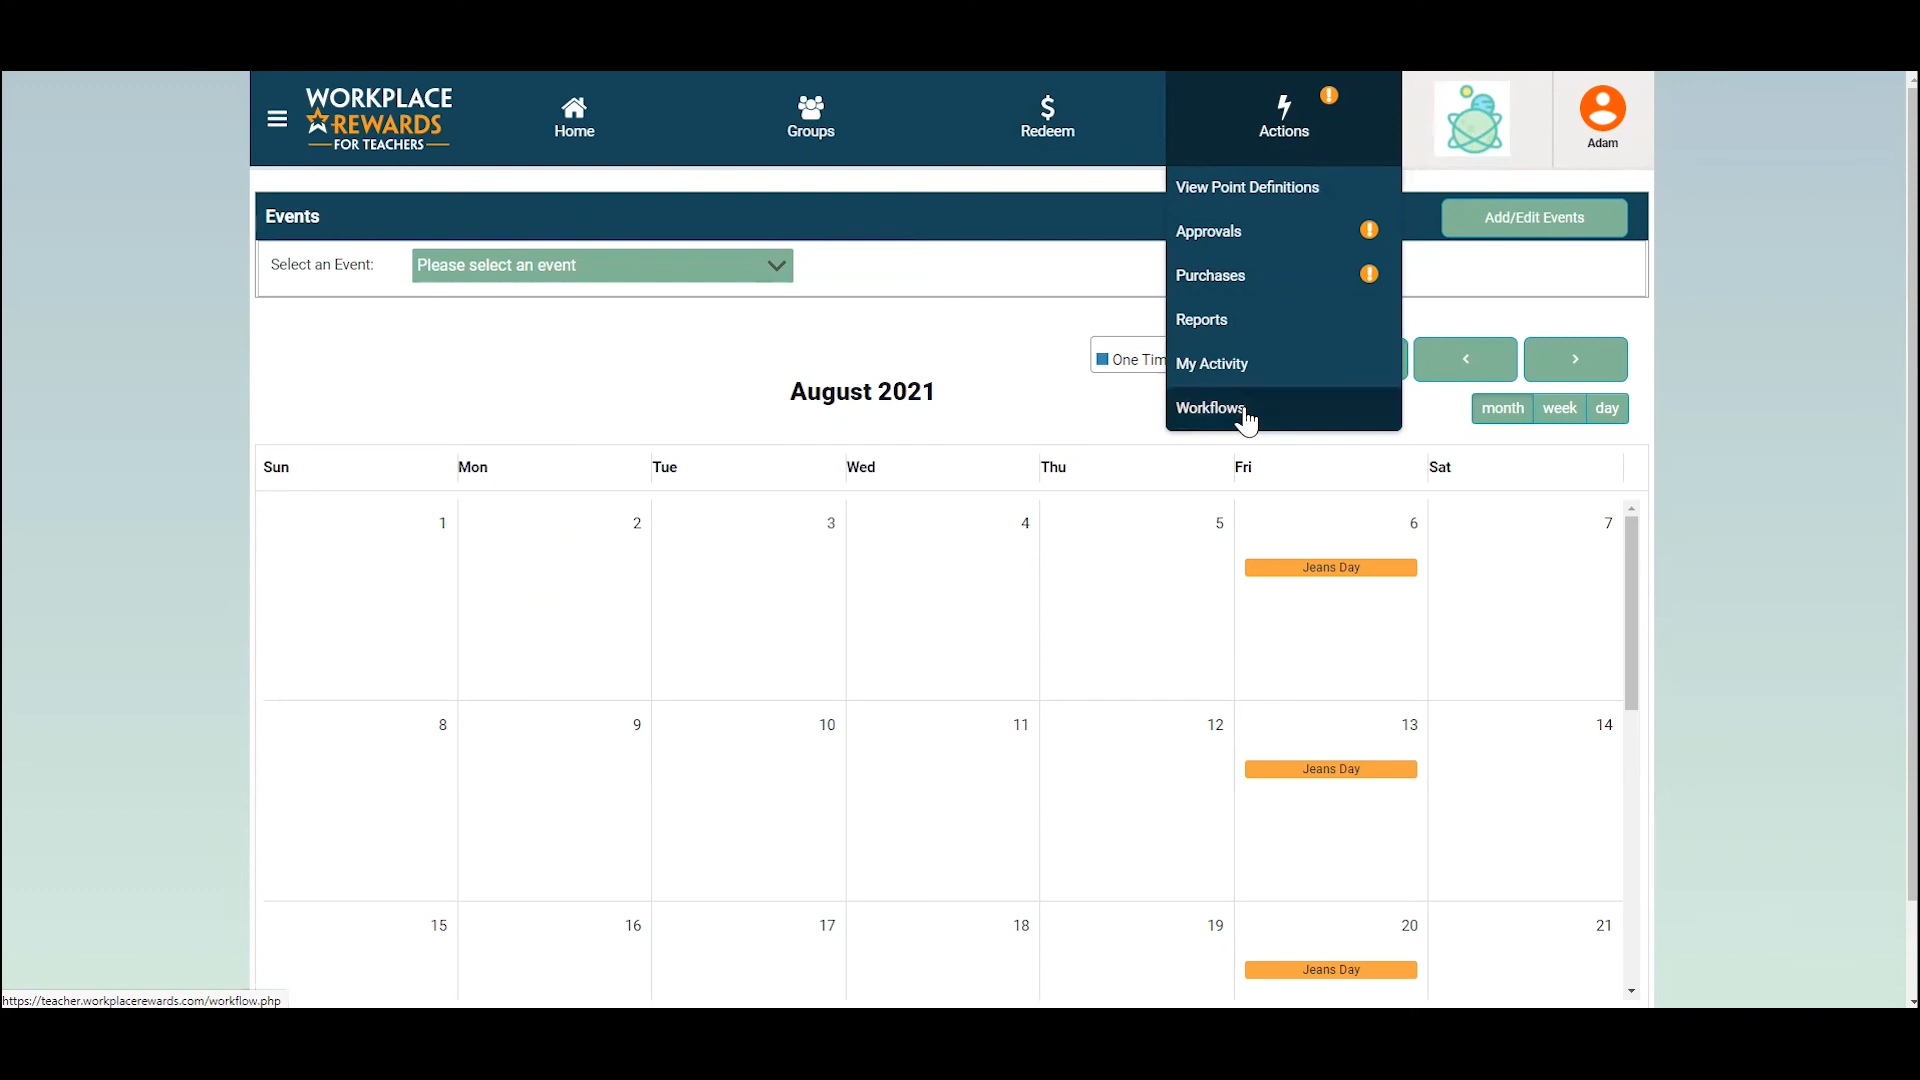 WORKPLACE
REWARDS
FOR TEACHERS
Home
Groups
Redeem
Actions
Adam
View Point Definitions
Approvals
Purchases
Reports
My Activity
Workflows
Events
Add/Edit Events
Select an Event:
Please select an event
One Tim
<
>
August 2021
month week day
Sun Mon Tue Wed Thu Fri Sat
1 2 3 4 5 6 7
Jeans Day
8 9 10 11 12 13 14
Jeans Day
15 16 17 18 19 20 21
Jeans Day
https://teacher.workplacerewards.com/workflow.php